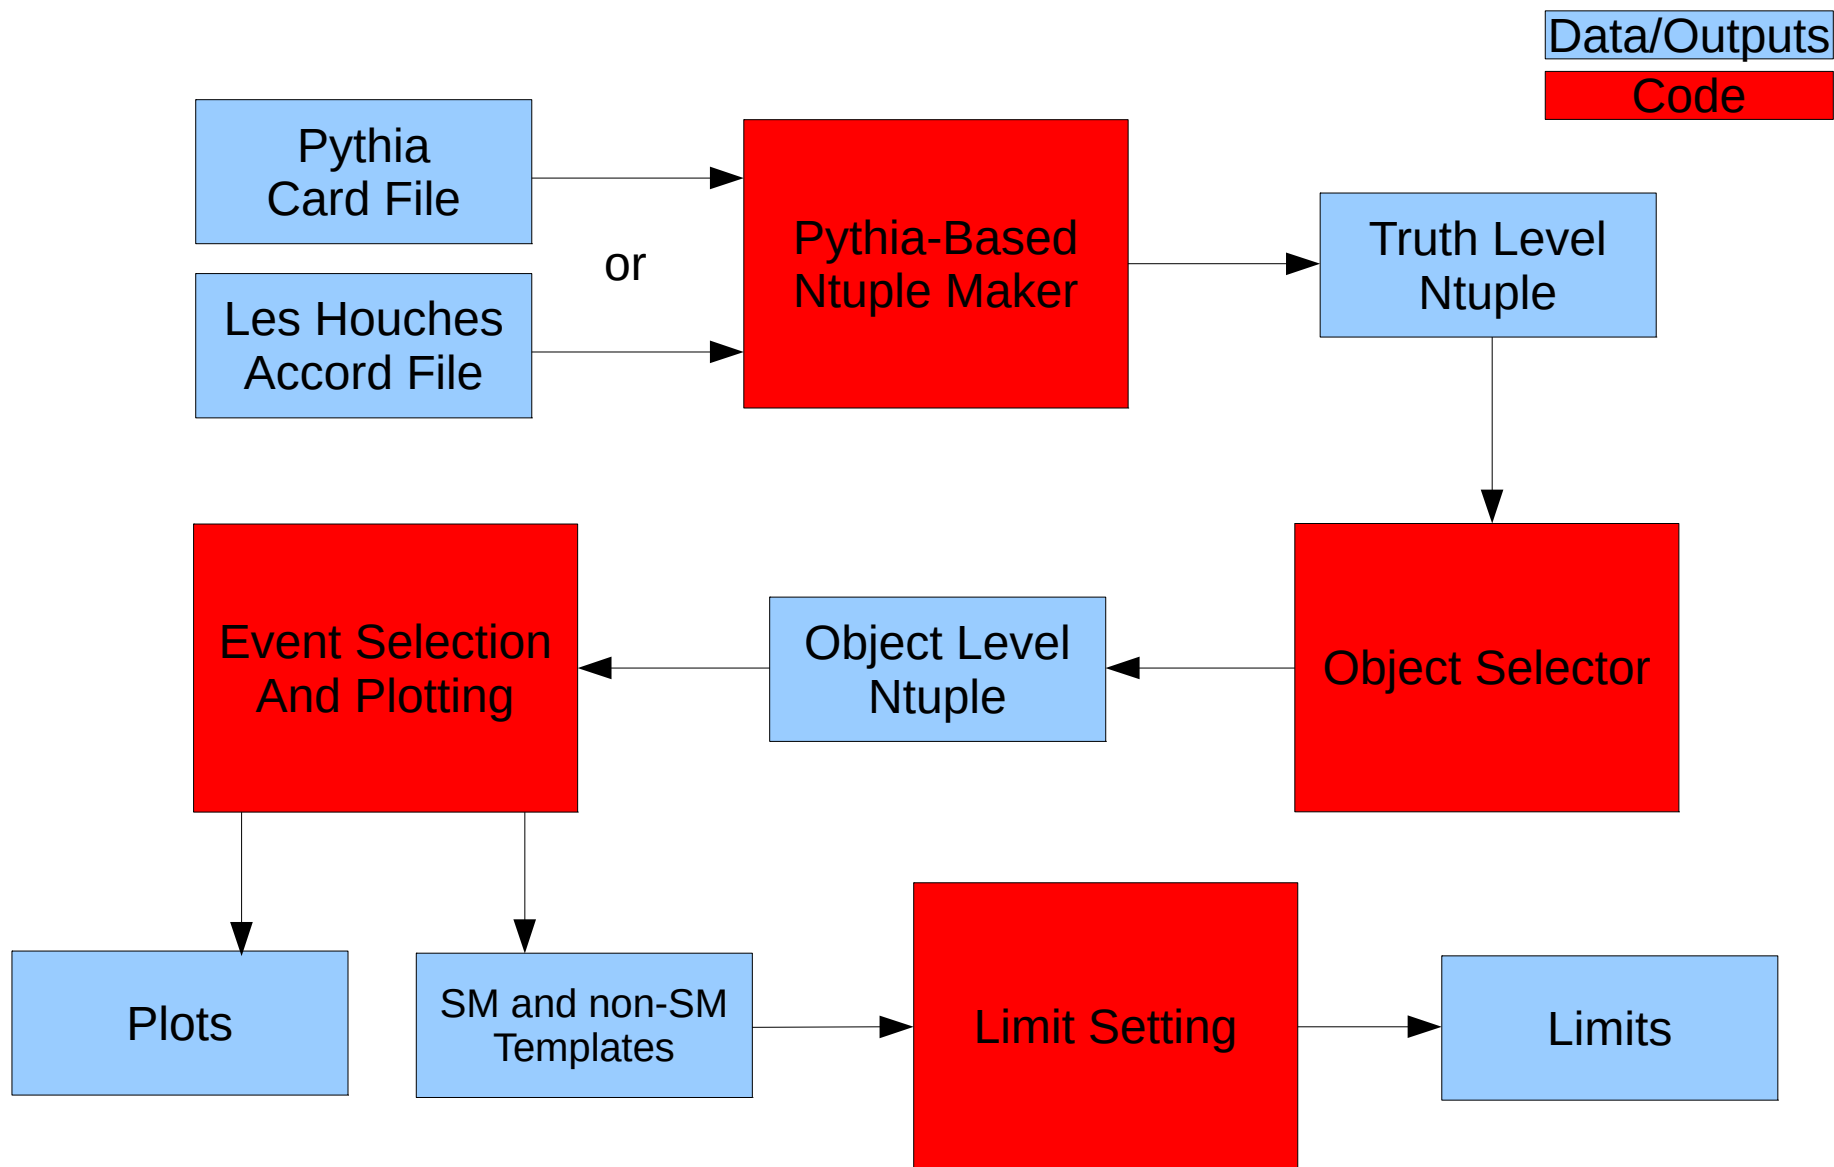 Data/Outputs
Code
Pythia
Card File
or
Les Houches
Accord File
Pythia-Based
Ntuple Maker
Truth Level
Ntuple
Event Selection
And Plotting
Object Level
Ntuple
Object Selector
Plots
SM and non-SM
Templates
Limit Setting
Limits